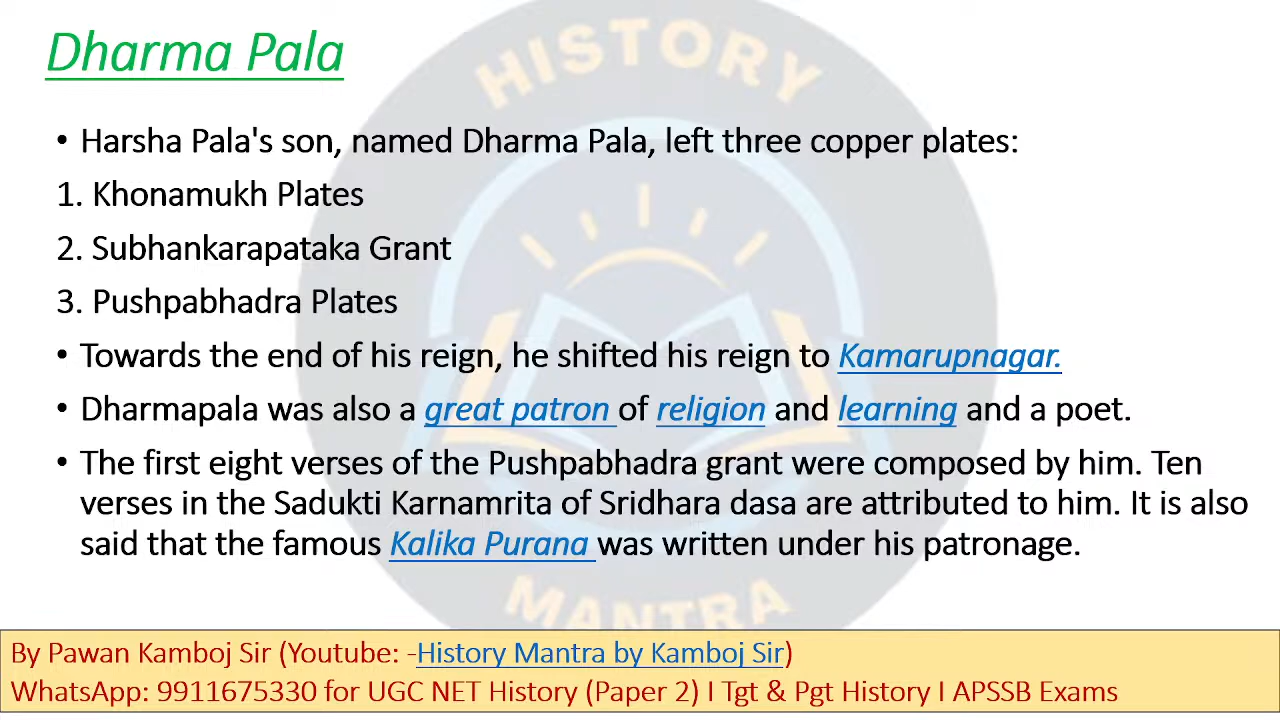 HISTORY
Dharma Pala
• Harsha Pala's son, named Dharma Pala, left three copper plates:
1. Khonamukh Plates
2. Subhankarapataka Grant
3. Pushpabhadra Plates
• Towards the end of his reign, he shifted his reign to Kamarupnagar.
• Dharmapala was also a great patron of religion and learning and a poet.
• The first eight verses of the Pushpabhadra grant were composed by him. Ten
verses in the Sadukti Karnamrita of Sridhara dasa are attributed to him. It is also
said that the famous Kalika Purana was written under his patronage.
MANTRA
By Pawan Kamboj Sir (Youtube: -History Mantra by Kamboj Sir)
WhatsApp: 9911675330 for UGC NET History (Paper 2) I Tgt & Pgt History I APSSB Exams